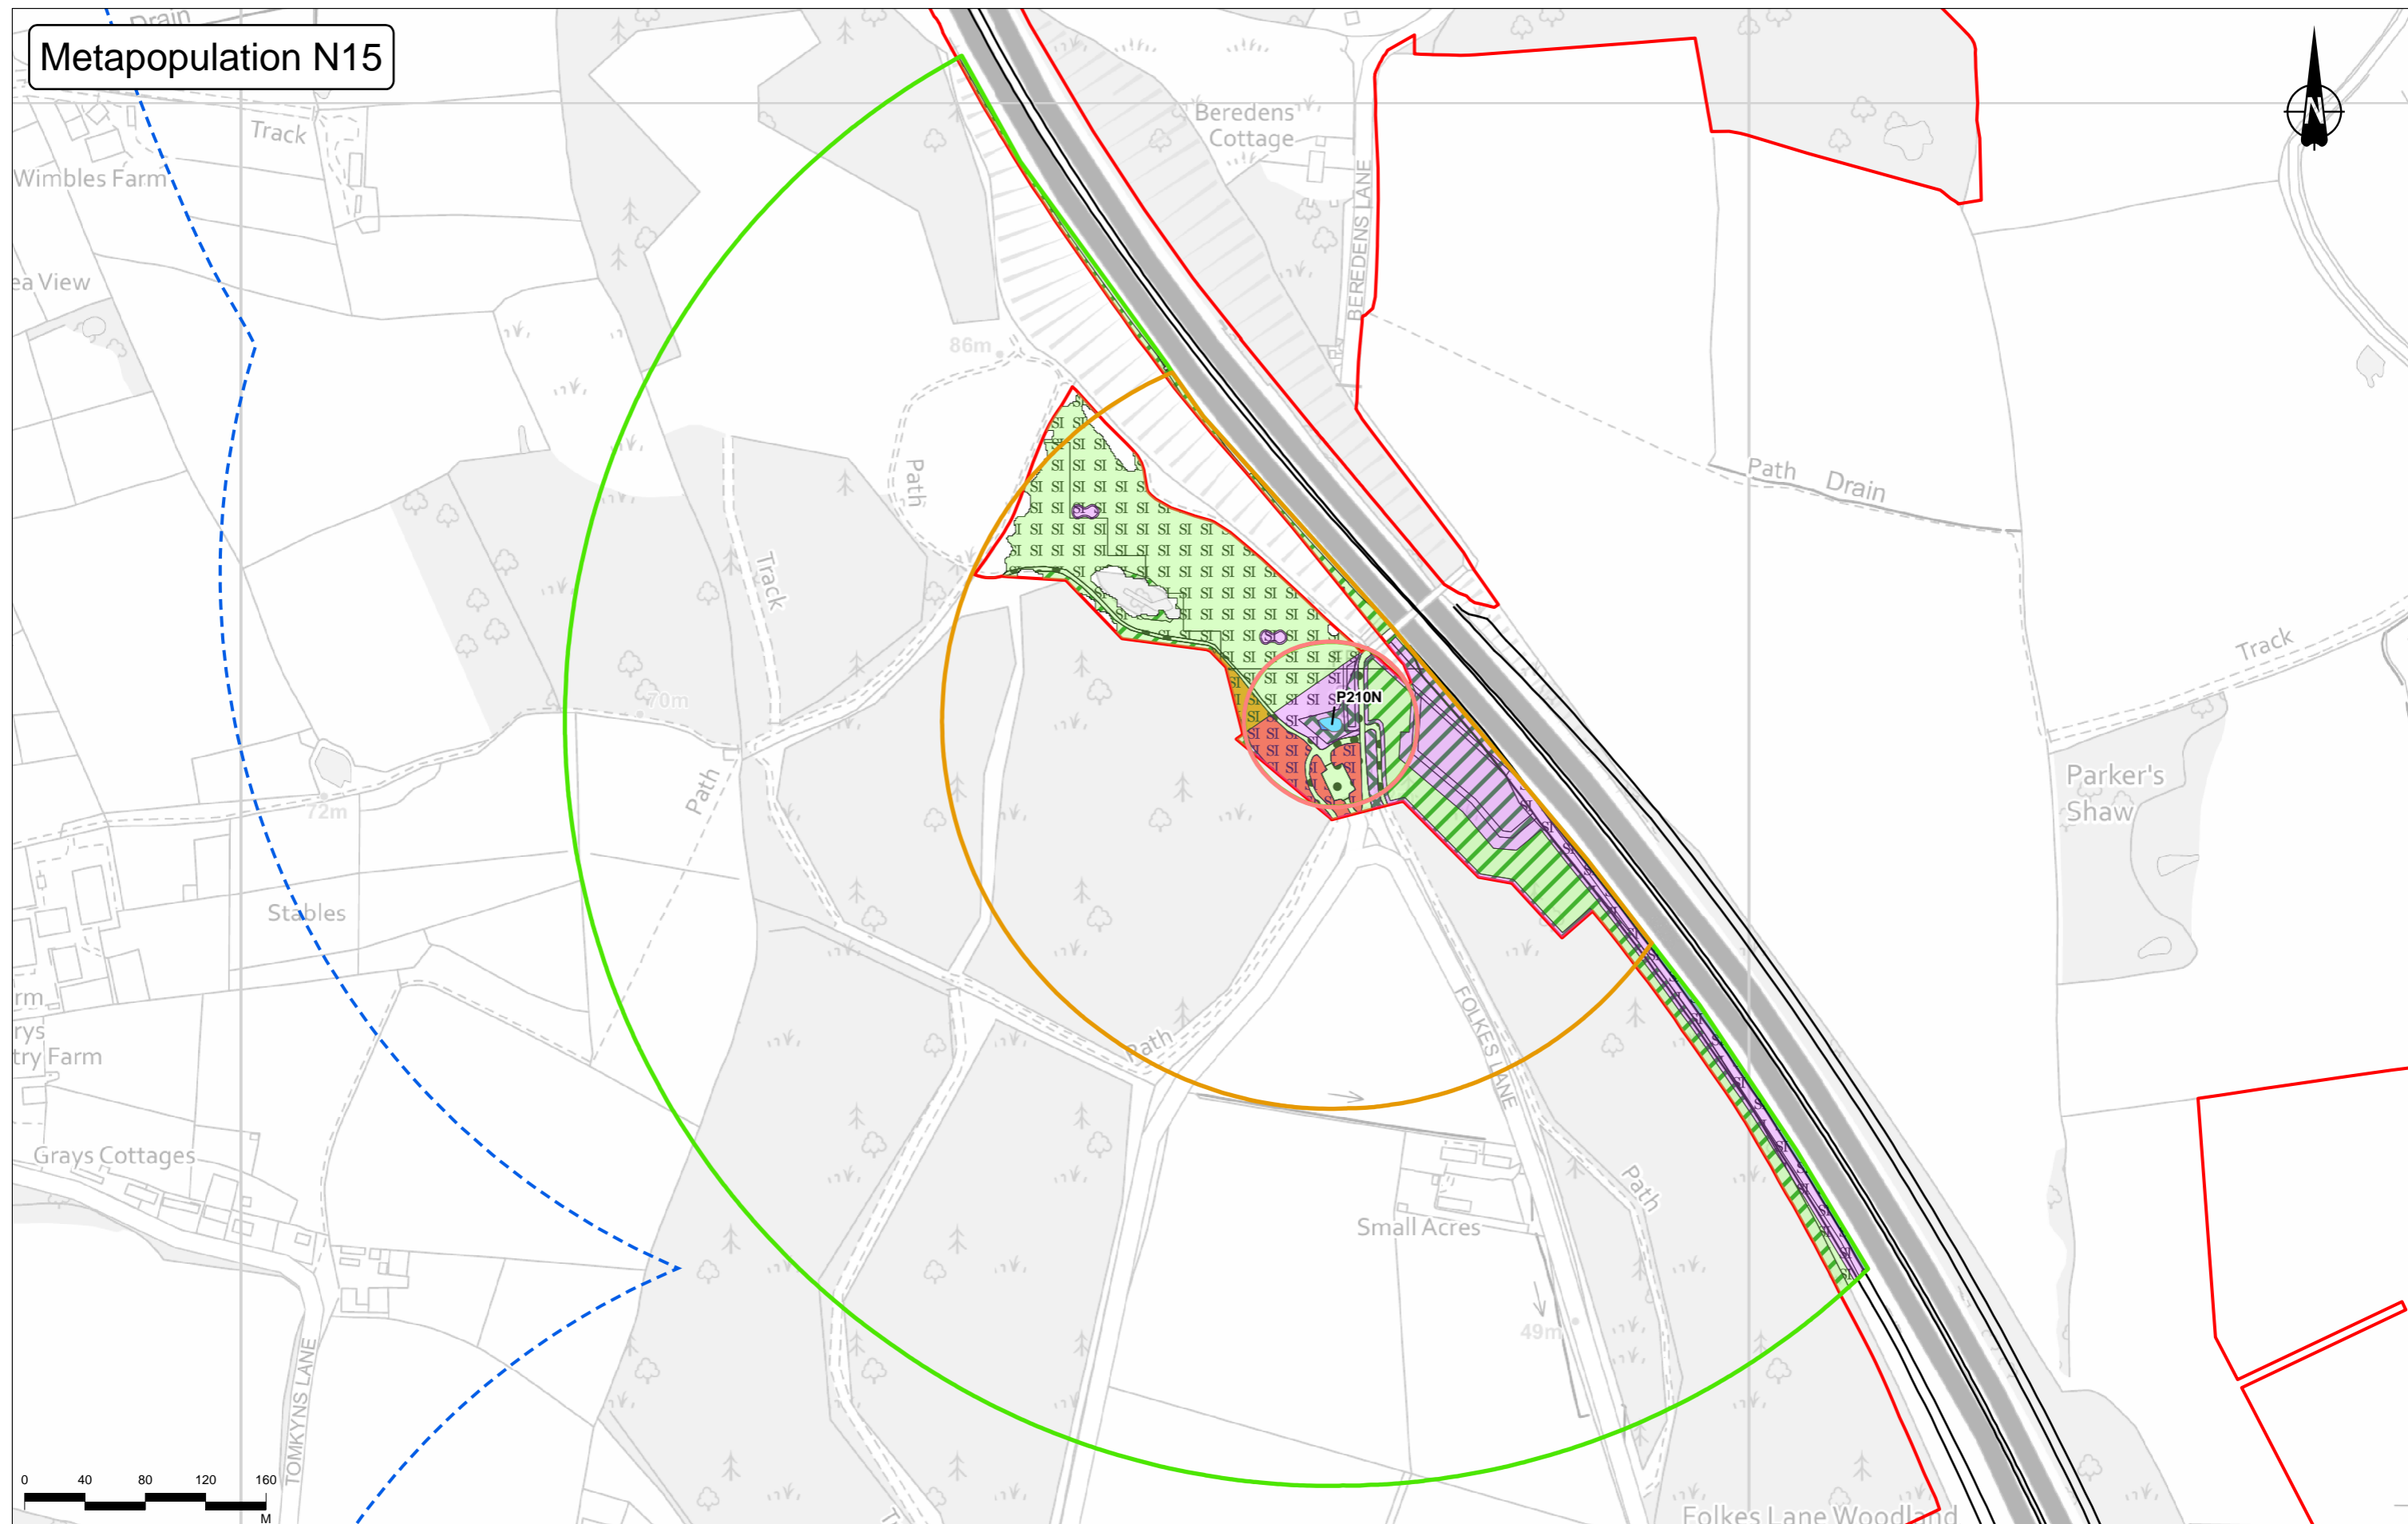 Drain
Metapopulation N15
N
Track
Beredens
Cottage
Wimbles Farm
BEREDENS LANE
ea View
86m
Path
Path
Drain
Track
Track
P210N
70m
Parker's
Shaw
Path
72m
Stables
rm
rys
try Farm
Path
FOLKES LANE
Grays Cottages
Path
Small Acres
49m
TOMKYNS LANE
0 40 80 120 160
M
Folkes Lane Woodland